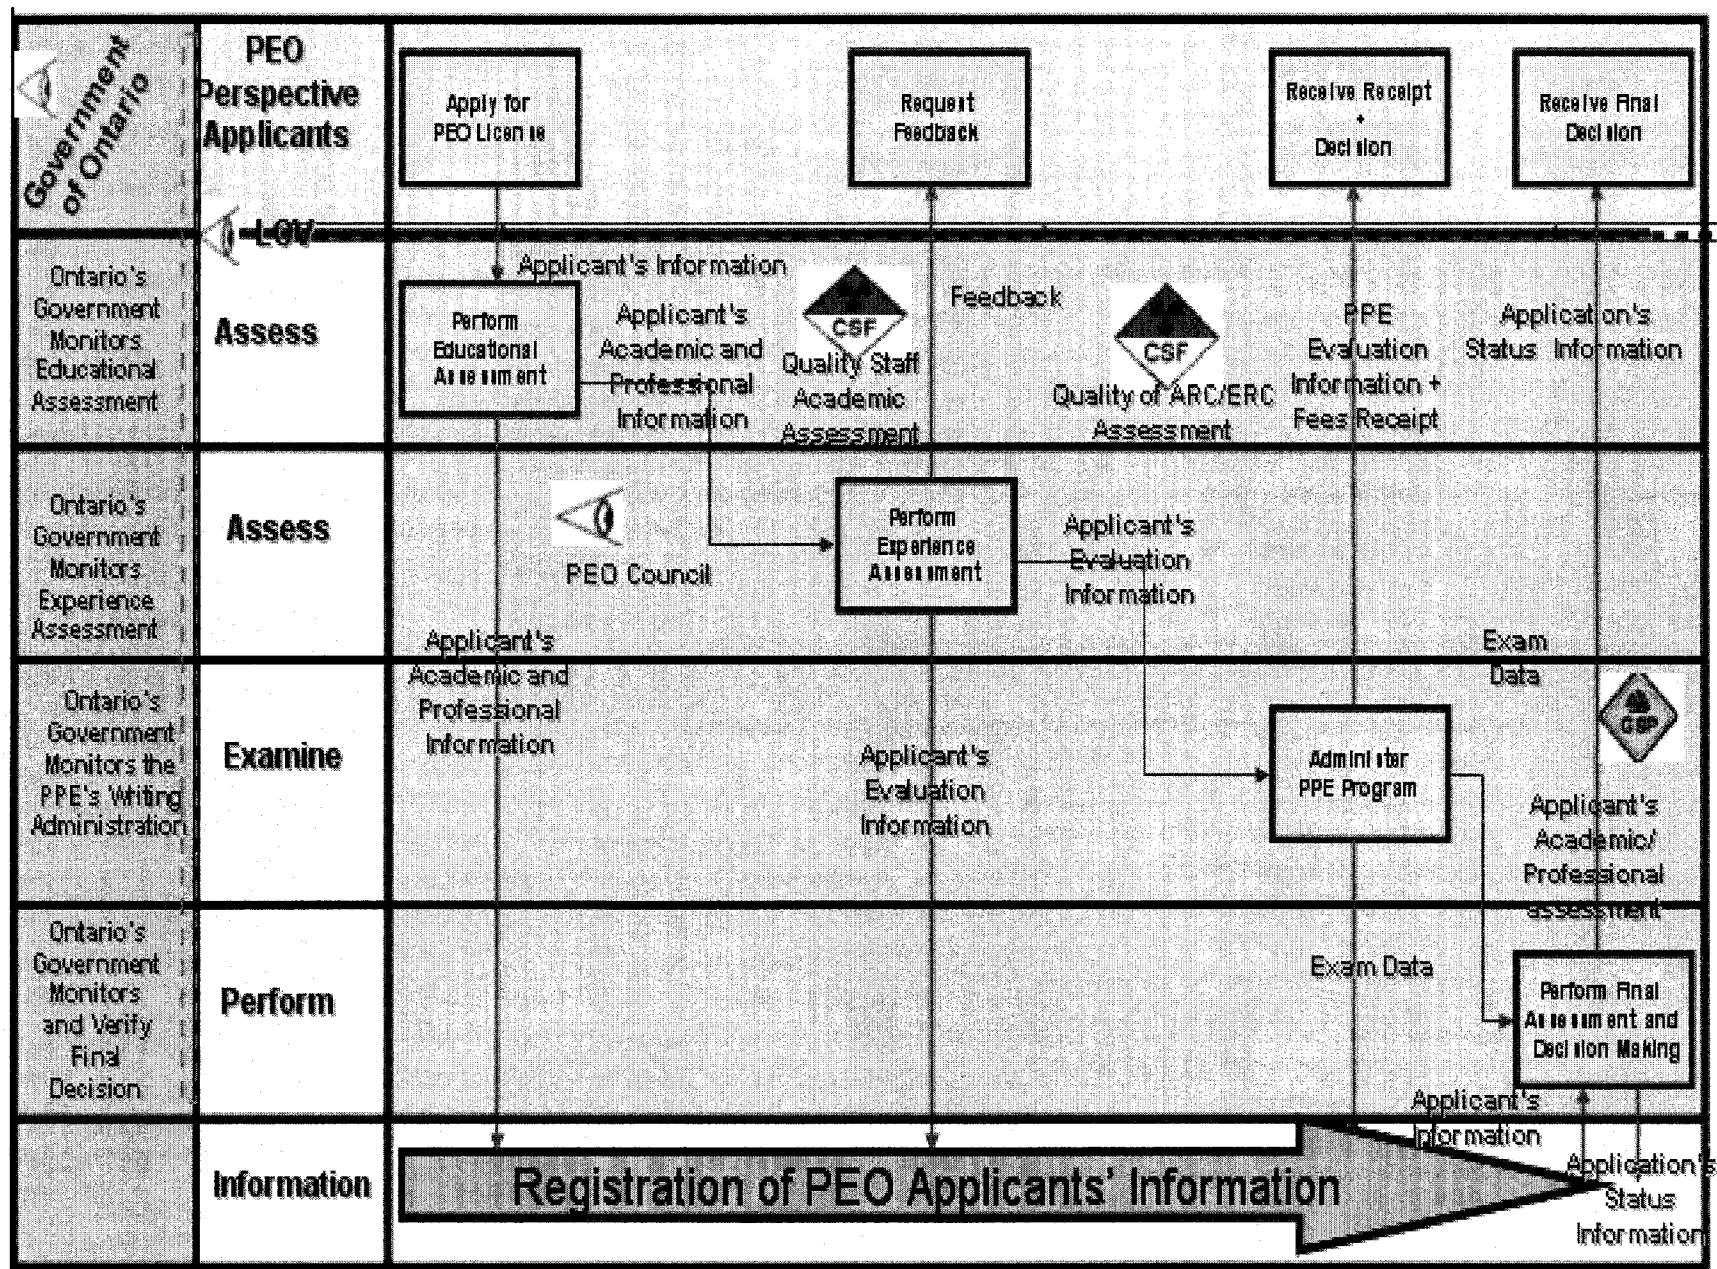 Government
of Ontario
PEO
Perspective
Applicants
Apply for
PEO License
Request
Feedback
Receive Receipt
+
Decision
Receive Final
Decision
LOV
Ontario's
Government
Monitors
Educational
Assessment
Assess
Applicant's Information
Perform
Educational
Assessment
Applicant's
Academic and
Professional
Information
CSF
Quality Staff
Academic
Assessment
Feedback
CSF
Quality of ARC/ERC
Assessment
PPE
Evaluation
Information +
Fees Receipt
Application's
Status Information
Ontario's
Government
Monitors
Experience
Assessment
Assess
PEO Council
Perform
Experience
Assessment
Applicant's
Evaluation
Information
Applicant's
Academic and
Professional
Information
Exam
Data
Ontario's
Government
Monitors the
PPE's Writing
Administration
Examine
Applicant's
Evaluation
Information
Administer
PPE Program
Applicant's
Academic/
Professional
assessment
Ontario's
Government
Monitors
and Verify
Final
Decision
Perform
Exam Data
Perform Final
Assessment and
Decision Making
Applicant's
Information
Information
Registration of PEO Applicants' Information
Application's
Status
Information